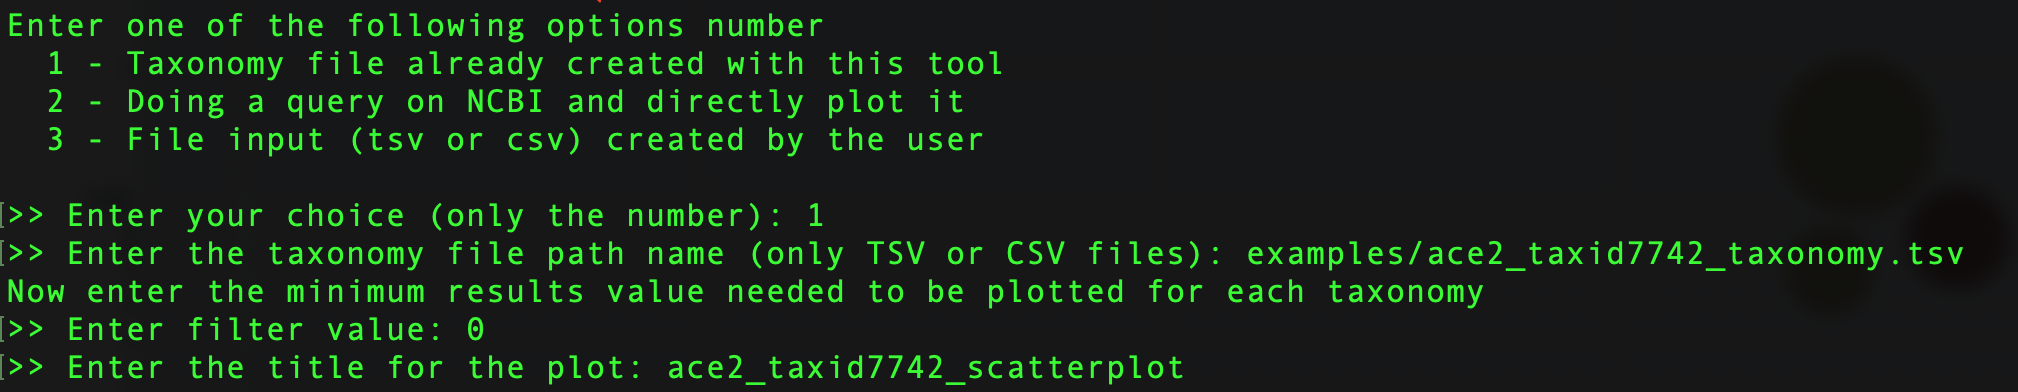 Enter one of the following options number
1 - Taxonomy file already created with this tool
2 - Doing a query on NCBI and directly plot it
3 - File input (tsv or csv) created by the user
>> Enter your choice (only the number): 1
>> Enter the taxonomy file path name (only TSV or CSV files): examples/ace2_taxid7742_taxonomy.tsv
Now enter the minimum results value needed to be plotted for each taxonomy
>> Enter filter value: 0
>> Enter the title for the plot: ace2_taxid7742_scatterplot